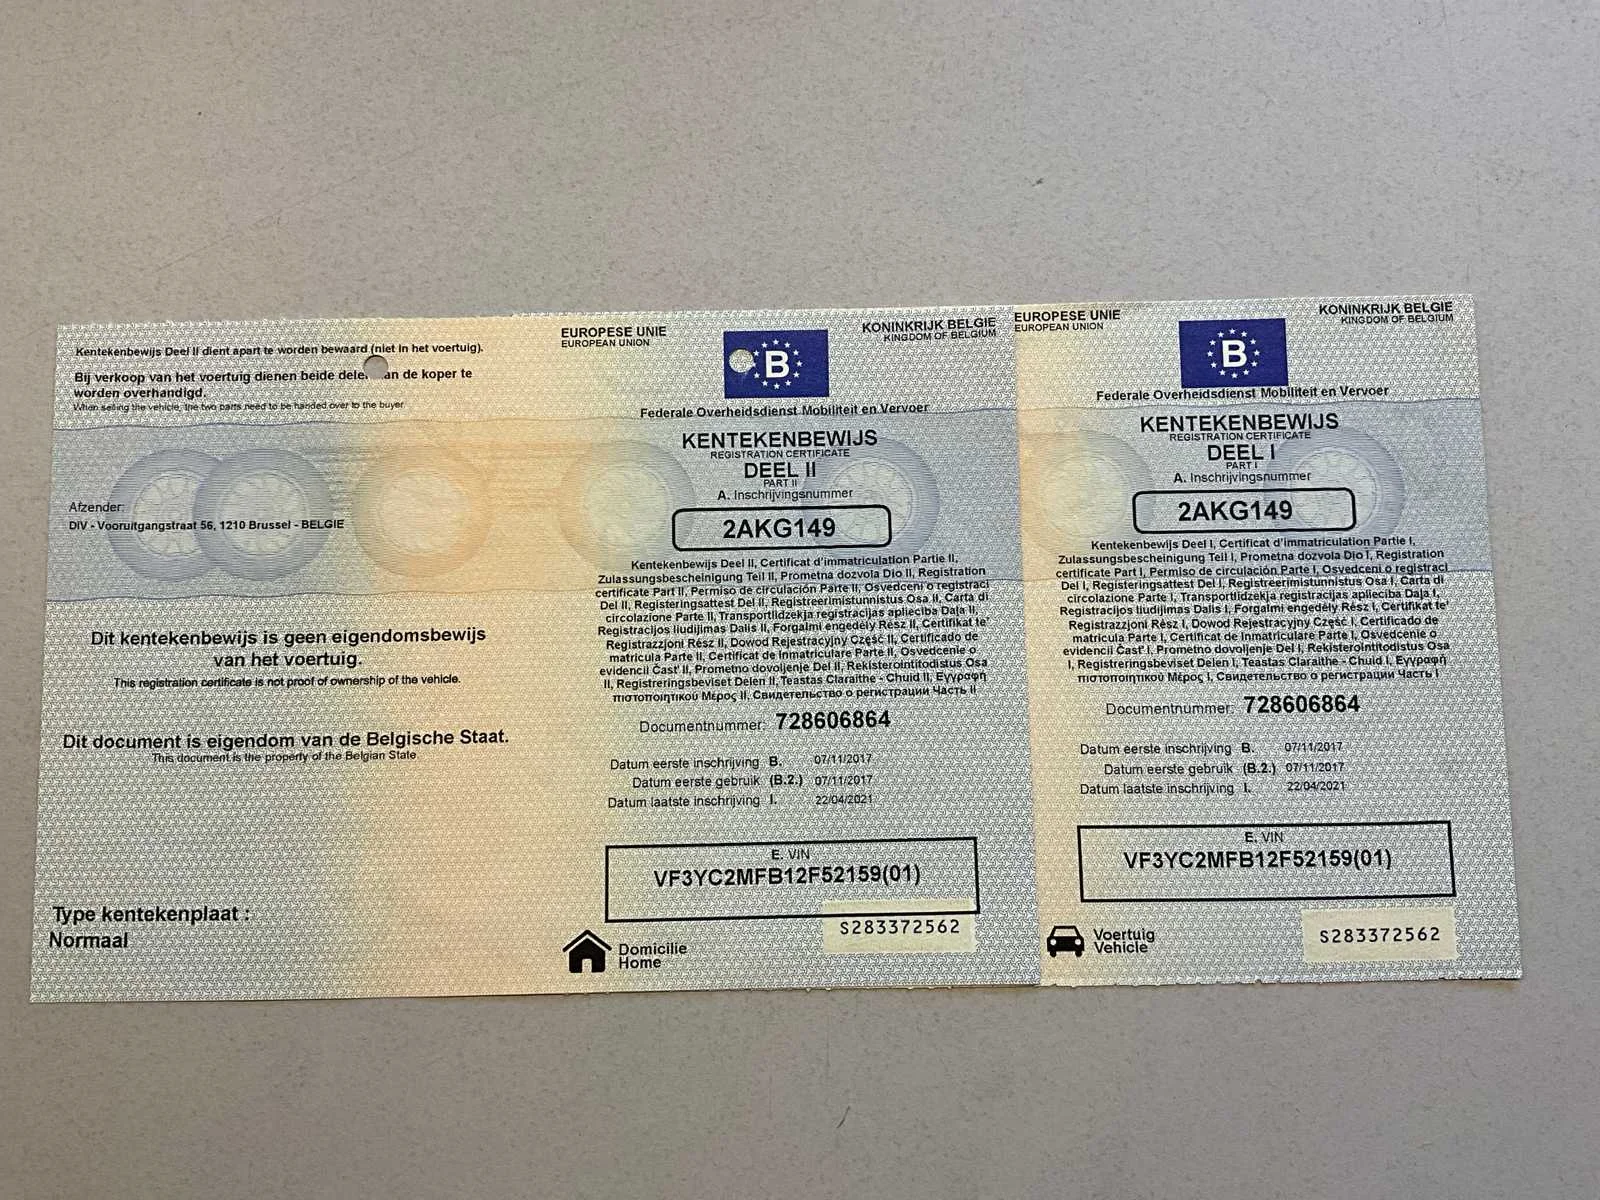 Kentekenbewijs Deel II dient apart te worden bewaard (niet in het voertuig).
Bij verkoop van het voertuig dienen beide dele an de koper te
worden overhandigd.
When selling the vehicle, the two parts need to be handed over to the buyer.
Afzender:
DIV - Vooruitgangstraat 56, 1210 Brussel - BELGIE
Dit kentekenbewijs is geen eigendomsbewijs
van het voertuig.
This registration certificate is not proof of ownership of the vehicle.
Dit document is eigendom van de Belgische Staat.
This document is the property of the Belgian State.
Type kentekenplaat :
Normaal
EUROPESE UNIE
EUROPEAN UNION
B
KONINKRIJK BELGIE
KINGDOM OF BELGIUM
Federale Overheidsdienst Mobiliteit en Vervoer
KENTEKENBEWIJS
REGISTRATION CERTIFICATE
DEEL II
PART II
A. Inschrijvingsnummer
2AKG149
Kentekenbewijs Deel II, Certificat d'immatriculation Partie II,
Zulassungsbescheinigung Teil II, Prometna dozvola Dio II, Registration
certificate Part II, Permiso de circulación Parte II, Osvedceni o registraci
Del II, Registeringsattest Del II, Registreerimistunnistus Osa II, Carta di
circolazione Parte II, Transportlidzekja registracijas aplieciba Daļa II,
Registracijos liudijimas Dalis II, Forgalmi engedély Rész II, Certifikat te'
Registrazzjoni Rész II, Dowod Rejestracyjny Część II, Certificado de
matricula Parte II, Certificat de înmatriculare Parte II, Osvedcenie o
evidencii Časť II, Prometno dovoljenje Del II, Rekisterointitodistus Osa
II, Registreringsbeviset Delen II, Teastas Claraithe - Chuid II, Εγγραφή
πιστοποιητικού Μέρος II, Свидетельство о регистрации Часть II
Documentnummer: 728606864
Datum eerste inschrijving B. 07/11/2017
Datum eerste gebruik (B.2.) 07/11/2017
Datum laatste inschrijving I. 22/04/2021
E. VIN
VF3YC2MFB12F52159(01)
S283372562
Domicilie
Home
EUROPESE UNIE
EUROPEAN UNION
B
KONINKRIJK BELGIE
KINGDOM OF BELGIUM
Federale Overheidsdienst Mobiliteit en Vervoer
KENTEKENBEWIJS
REGISTRATION CERTIFICATE
DEEL I
PART I
A. Inschrijvingsnummer
2AKG149
Kentekenbewijs Deel I, Certificat d'immatriculation Partie I,
Zulassungsbescheinigung Teil I, Prometna dozvola Dio I, Registration
certificate Part I, Permiso de circulación Parte I, Osvedceni o registraci
Del I, Registeringsattest Del I, Registreerimistunnistus Osa I, Carta di
circolazione Parte I, Transportlidzekja registracijas aplieciba Daļa I,
Registracijos liudijimas Dalis I, Forgalmi engedély Rész I, Certifikat te'
Registrazzjoni Rész I, Dowod Rejestracyjny Część I, Certificado de
matricula Parte I, Certificat de înmatriculare Parte I, Osvedcenie o
evidencii Časť I, Prometno dovoljenje Del I, Rekisterointitodistus Osa
I, Registreringsbeviset Delen I, Teastas Claraithe - Chuid I, Εγγραφή
πιστοποιητικού Μέρος I, Свидетельство о регистрации Часть I
Documentnummer: 728606864
Datum eerste inschrijving B. 07/11/2017
Datum eerste gebruik (B.2.) 07/11/2017
Datum laatste inschrijving I. 22/04/2021
E. VIN
VF3YC2MFB12F52159(01)
Voertuig
Vehicle
S283372562